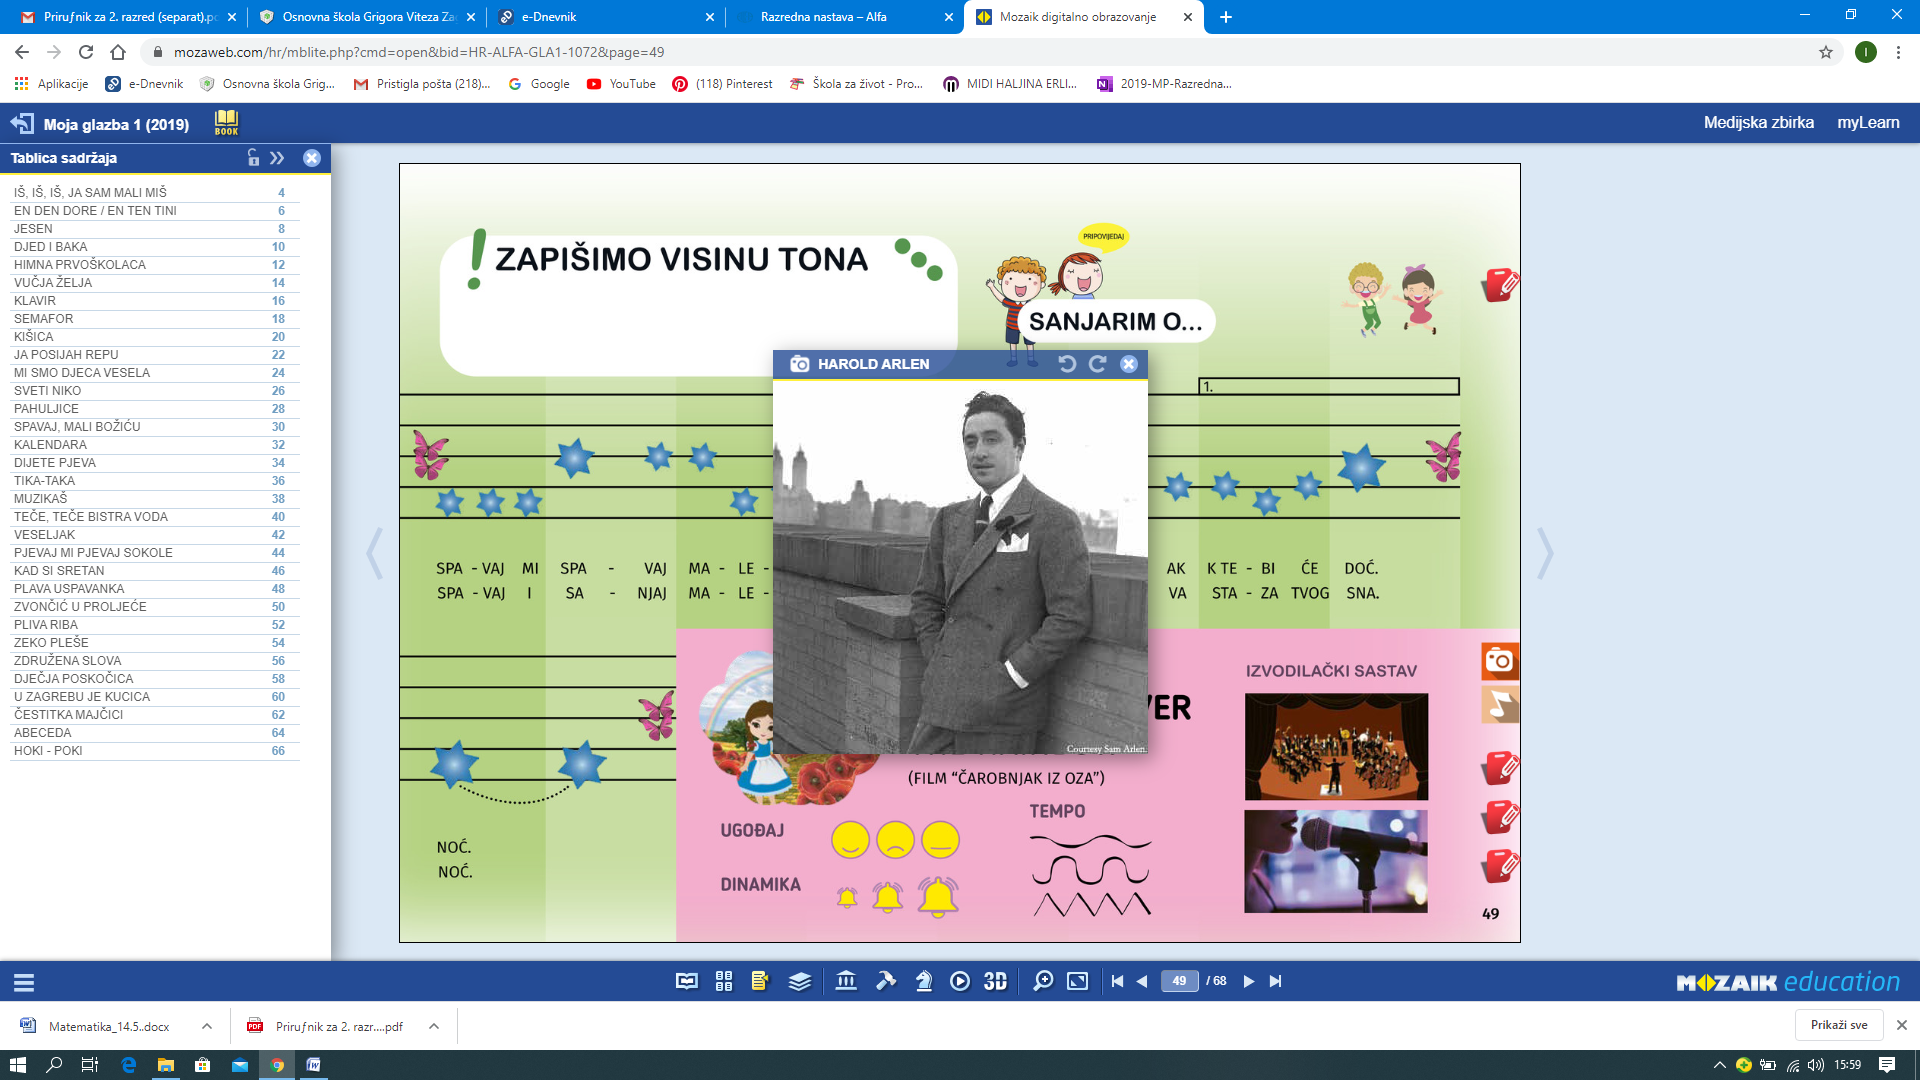 Priruƒnik za 2. razred (separat).pd
Osnovna škola Grigora Viteza Zag
e-Dnevnik
Razredna nastava – Alfa
Mozaik digitalno obrazovanje
mozaweb.com/hr/mblite.php?cmd=open&bid=HR-ALFA-GLA1-1072&page=49
I
Aplikacije
e-Dnevnik
Osnovna škola Grig...
Pristigla pošta (218)...
Google
YouTube
(118) Pinterest
Škola za život - Pro...
MIDI HALJINA ERLI...
2019-MP-Razredna...
Moja glazba 1 (2019)
BOOK
Medijska zbirka
myLearn
Tablica sadržaja
IŠ, IŠ, IŠ, JA SAM MALI MIŠ 4
EN DEN DORE / EN TEN TINI 6
JESEN 8
DJED I BAKA 10
HIMNA PRVOŠKOLACA 12
VUČJA ŽELJA 14
KLAVIR 16
SEMAFOR 18
KIŠICA 20
JA POSIJAH REPU 22
MI SMO DJECA VESELA 24
SVETI NIKO 26
PAHULJICE 28
SPAVAJ, MALI BOŽIĆU 30
KALENDARA 32
DIJETE PJEVA 34
TIKA-TAKA 36
MUZIKAŠ 38
TEČE, TEČE BISTRA VODA 40
VESELJAK 42
PJEVAJ MI PJEVAJ SOKOLE 44
KAD SI SRETAN 46
PLAVA USPAVANKA 48
ZVONČIĆ U PROLJEĆE 50
PLIVA RIBA 52
ZEKO PLEŠE 54
ZDRUŽENA SLOVA 56
DJEČJA POSKOČICA 58
U ZAGREBU JE KUCICA 60
ČESTITKA MAJČICI 62
ABECEDA 64
HOKI - POKI 66
! ZAPIŠIMO VISINU TONA
PRIPOVIJEDAJ
SANJARIM O...
HAROLD ARLEN
1.
SPA - VAJ MI SPA - VAJ MA - LE - AK K TE - BI ĆE DOĆ.
SPA - VAJ I SA - NJAJ MA - LE - VA STA - ZA TVOG SNA.
Courtesy Sam Arlen.
VER
(FILM “ČAROBNJAK IZ OZA”)
IZVODILAČKI SASTAV
UGOĐAJ
TEMPO
DINAMIKA
NOĆ.
NOĆ.
49
3D
49 / 68
MOZAIK education
Matematika_14.5..docx
Priruƒnik za 2. razr....pdf
Prikaži sve
15:59